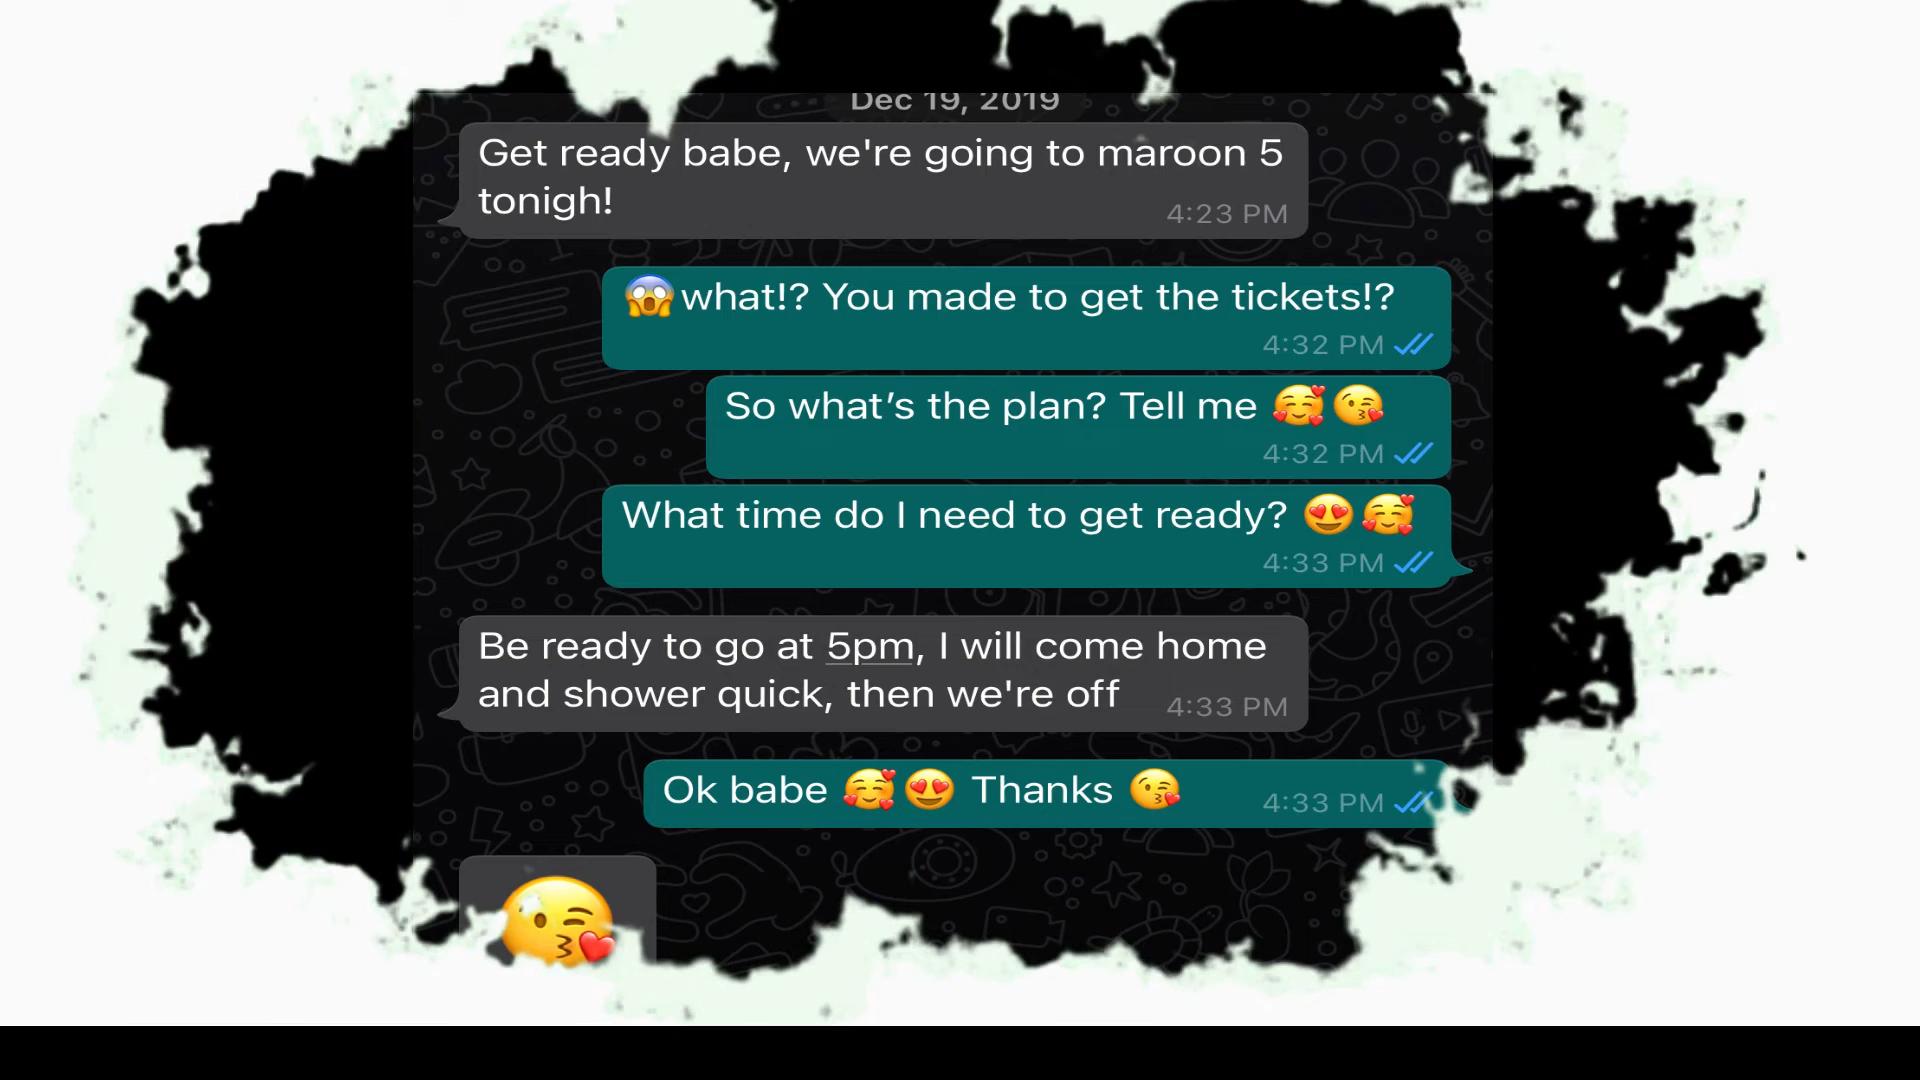 Dec 19, 2019
Get ready babe, we're going to maroon 5
tonigh!
4:23 PM
😱what!? You made to get the tickets!?
4:32 PM
So what’s the plan? Tell me 🥰😘
4:32 PM
What time do I need to get ready? 😍🥰
4:33 PM
Be ready to go at 5pm, I will come home
and shower quick, then we're off
4:33 PM
Ok babe 🥰😍 Thanks 😘 4:33 PM
😘